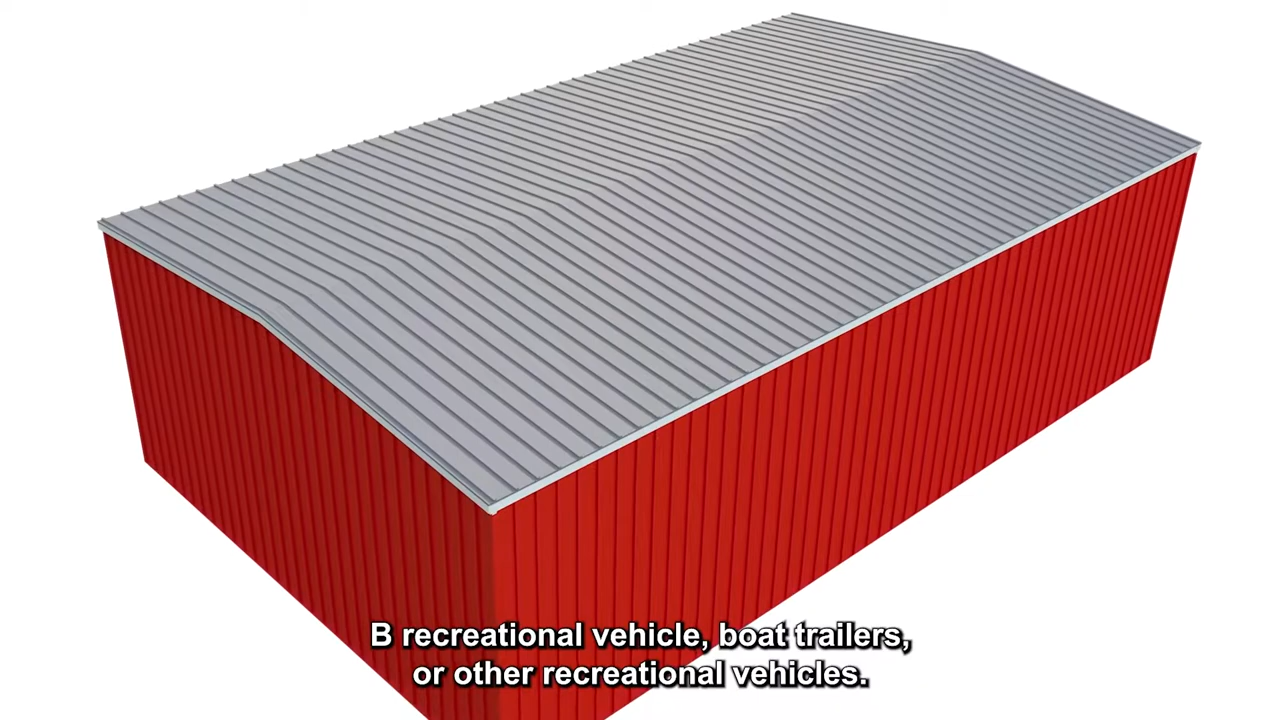 B recreational vehicle, boat trailers,
or other recreational vehicles.